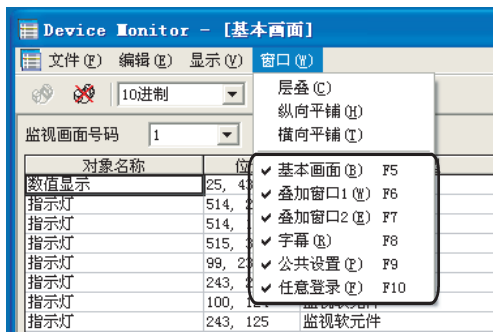 Device Monitor - [基本画面]
文件(F) 编辑(E) 显示(V) 窗口(W)
10进制
层叠(C)
纵向平铺(H)
横向平铺(T)
监视画面号码 1
✓ 基本画面(B) F5
✓ 叠加窗口1(W) F6
✓ 叠加窗口2(E) F7
✓ 字幕(R) F8
✓ 公共设置(P) F9
✓ 任意登录(F) F10
对象名称 位
数值显示 25,
指示灯 514,
指示灯 514,
指示灯 515,
指示灯 99,
指示灯 243,
指示灯 100, 124 监视软元件
指示灯 243, 125 监视软元件